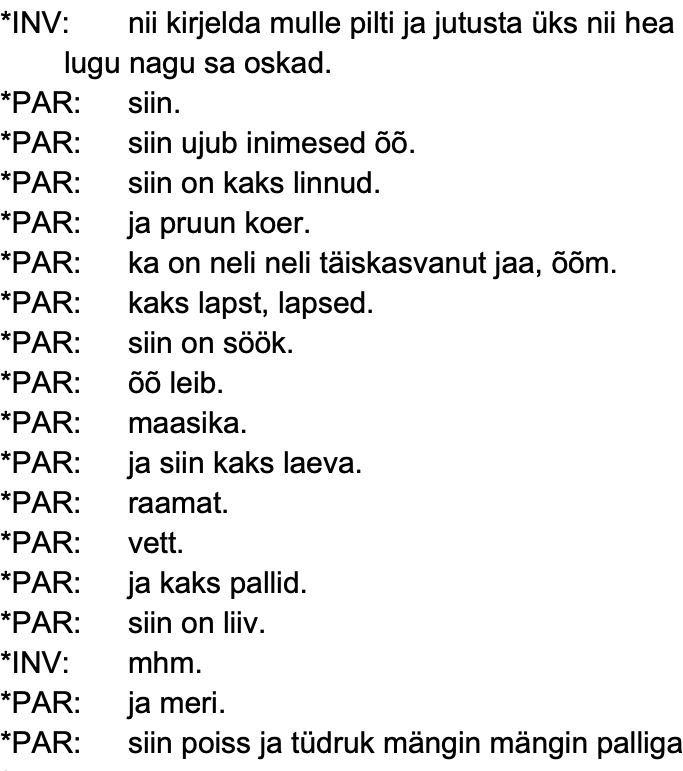 *INV: nii kirjelda mulle pilti ja jutusta üks nii hea
lugu nagu sa oskad.
*PAR: siin.
*PAR: siin ujub inimesed õõ.
*PAR: siin on kaks linnud.
*PAR: ja pruun koer.
*PAR: ka on neli neli täiskasvanut jaa, õõm.
*PAR: kaks lapst, lapsed.
*PAR: siin on söök.
*PAR: õõ leib.
*PAR: maasika.
*PAR: ja siin kaks laeva.
*PAR: raamat.
*PAR: vett.
*PAR: ja kaks pallid.
*PAR: siin on liiv.
*INV: mhm.
*PAR: ja meri.
*PAR: siin poiss ja tüdruk mängin mängin palliga